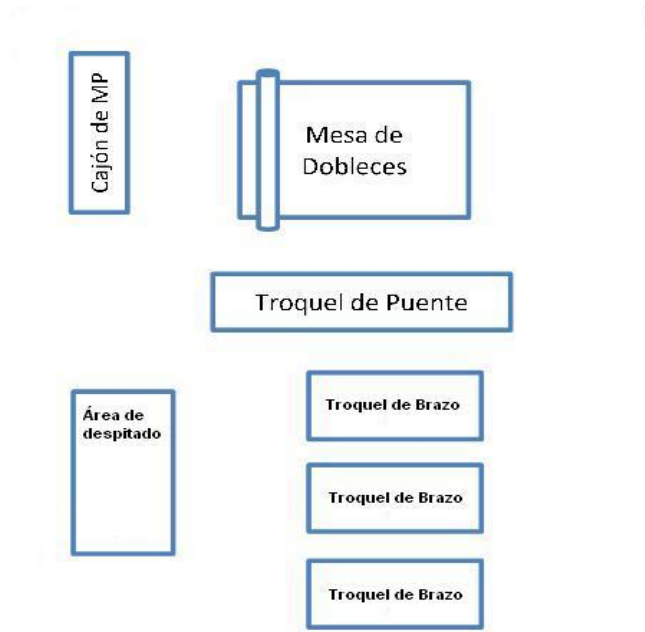 Cajón de MP
Mesa de
Dobleces
Troquel de Puente
Área de
despitado
Troquel de Brazo
Troquel de Brazo
Troquel de Brazo